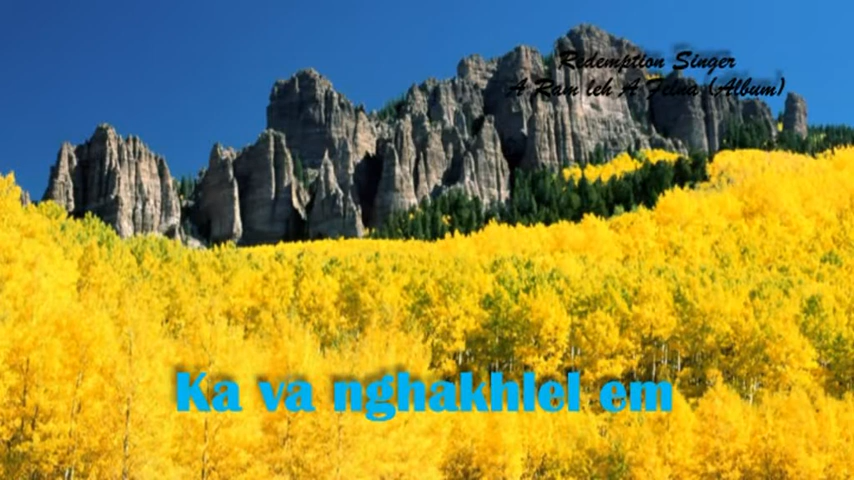 Redemption Singer
A Ram leh A Felna (Album)
Ka va nghakhlel em